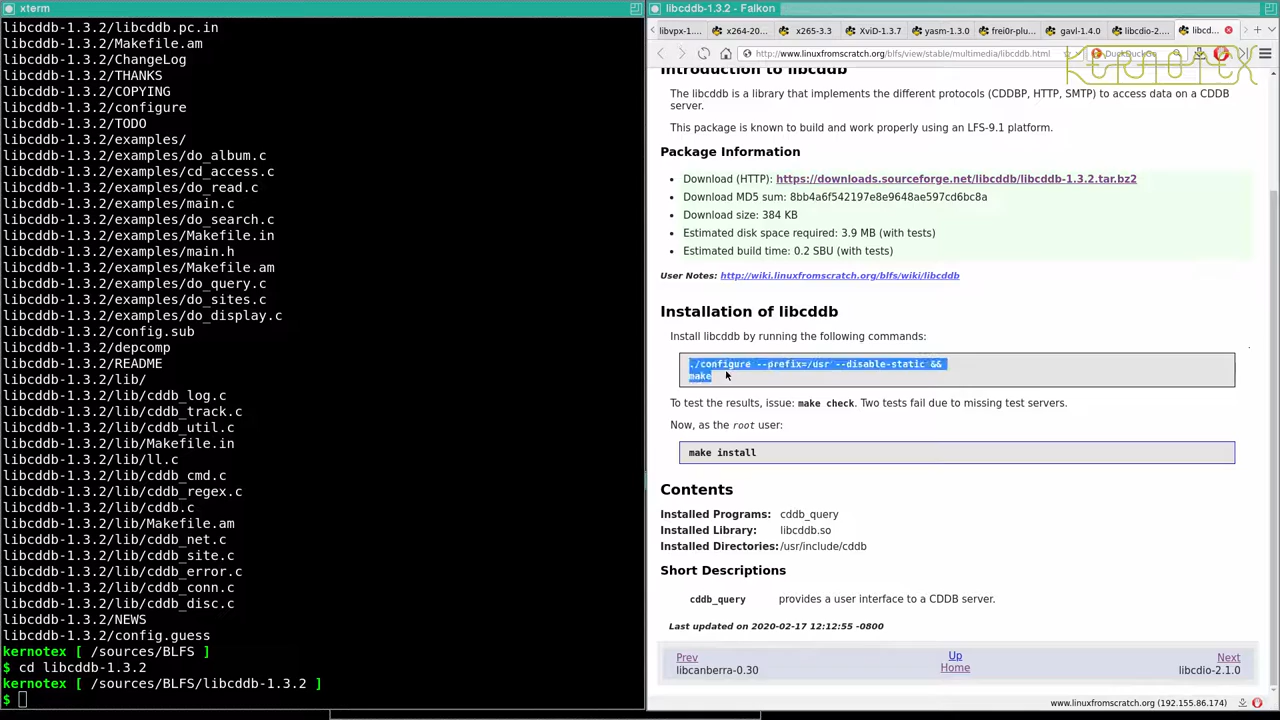 xterm
libcddb-1.3.2/libcddb.pc.in
libcddb-1.3.2/Makefile.am
libcddb-1.3.2/ChangeLog
libcddb-1.3.2/THANKS
libcddb-1.3.2/COPYING
libcddb-1.3.2/configure
libcddb-1.3.2/TODO
libcddb-1.3.2/examples/
libcddb-1.3.2/examples/do_album.c
libcddb-1.3.2/examples/cd_access.c
libcddb-1.3.2/examples/do_read.c
libcddb-1.3.2/examples/main.c
libcddb-1.3.2/examples/do_search.c
libcddb-1.3.2/examples/Makefile.in
libcddb-1.3.2/examples/main.h
libcddb-1.3.2/examples/Makefile.am
libcddb-1.3.2/examples/do_query.c
libcddb-1.3.2/examples/do_sites.c
libcddb-1.3.2/examples/do_display.c
libcddb-1.3.2/config.sub
libcddb-1.3.2/depcomp
libcddb-1.3.2/README
libcddb-1.3.2/lib/
libcddb-1.3.2/lib/cddb_log.c
libcddb-1.3.2/lib/cddb_track.c
libcddb-1.3.2/lib/cddb_util.c
libcddb-1.3.2/lib/Makefile.in
libcddb-1.3.2/lib/ll.c
libcddb-1.3.2/lib/cddb_cmd.c
libcddb-1.3.2/lib/cddb_regex.c
libcddb-1.3.2/lib/cddb.c
libcddb-1.3.2/lib/Makefile.am
libcddb-1.3.2/lib/cddb_net.c
libcddb-1.3.2/lib/cddb_site.c
libcddb-1.3.2/lib/cddb_error.c
libcddb-1.3.2/lib/cddb_conn.c
libcddb-1.3.2/lib/cddb_disc.c
libcddb-1.3.2/NEWS
libcddb-1.3.2/config.guess
kernotex [ /sources/BLFS ]
$ cd libcddb-1.3.2
kernotex [ /sources/BLFS/libcddb-1.3.2 ]
$
libcddb-1.3.2 - Falkon
libvpx-1.... x264-20... x265-3.3 XviD-1.3.7 yasm-1.3.0 frei0r-plu... gavl-1.4.0 libcdio-2.... libcd...
http://www.linuxfromscratch.org/blfs/view/stable/multimedia/libcddb.html DuckDuckGo
KERNOTEX
Introduction to libcddb
The libcddb is a library that implements the different protocols (CDDBP, HTTP, SMTP) to access data on a CDDB
server.
This package is known to build and work properly using an LFS-9.1 platform.
Package Information
• Download (HTTP): https://downloads.sourceforge.net/libcddb/libcddb-1.3.2.tar.bz2
• Download MD5 sum: 8bb4a6f542197e8e9648ae597cd6bc8a
• Download size: 384 KB
• Estimated disk space required: 3.9 MB (with tests)
• Estimated build time: 0.2 SBU (with tests)
User Notes: http://wiki.linuxfromscratch.org/blfs/wiki/libcddb
Installation of libcddb
Install libcddb by running the following commands:
./configure --prefix=/usr --disable-static &&
make
To test the results, issue: make check. Two tests fail due to missing test servers.
Now, as the root user:
make install
Contents
Installed Programs: cddb_query
Installed Library: libcddb.so
Installed Directories: /usr/include/cddb
Short Descriptions
cddb_query provides a user interface to a CDDB server.
Last updated on 2020-02-17 12:12:55 -0800
Prev Up Next
libcanberra-0.30 Home libcdio-2.1.0
www.linuxfromscratch.org (192.155.86.174)